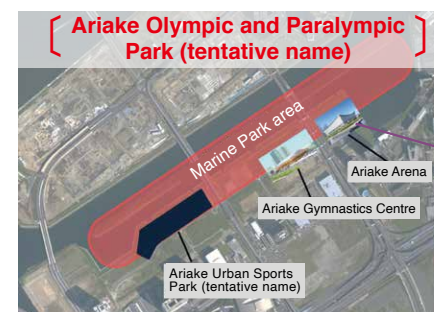 Ariake Olympic and Paralympic
Park (tentative name)
Marine Park area
Ariake Arena
Ariake Gymnastics Centre
Ariake Urban Sports
Park (tentative name)